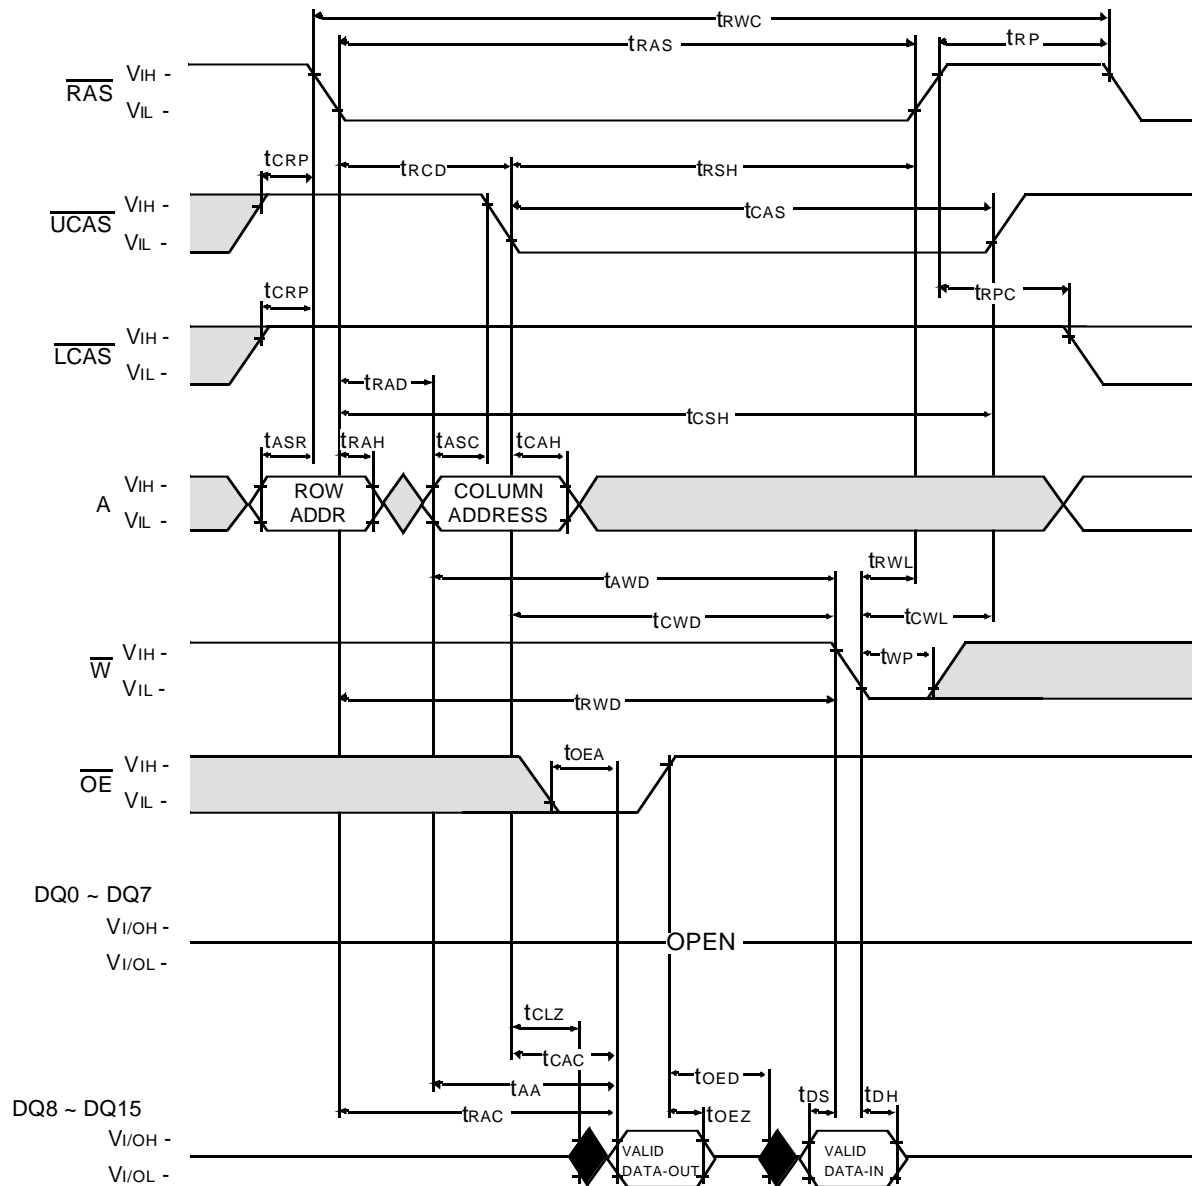 tRWC
tRAS
tRP
RAS
VIH -
VIL -
tCRP
tRCD
tRSH
UCAS
VIH -
VIL -
tCAS
tCRP
tRPC
LCAS
VIH -
VIL -
tRAD
tCSH
tASR
tRAH
tASC
tCAH
A
VIH -
VIL -
ROW
ADDR
COLUMN
ADDRESS
tAWD
tRWL
tCWD
tCWL
W
VIH -
VIL -
tWP
tRWD
OE
VIH -
VIL -
tOEA
DQ0 ~ DQ7
VI/OH -
VI/OL -
OPEN
tCLZ
tCAC
tAA
tOED
tRAC
tOEZ
tDS
tDH
DQ8 ~ DQ15
VI/OH -
VI/OL -
VALID
DATA-OUT
VALID
DATA-IN